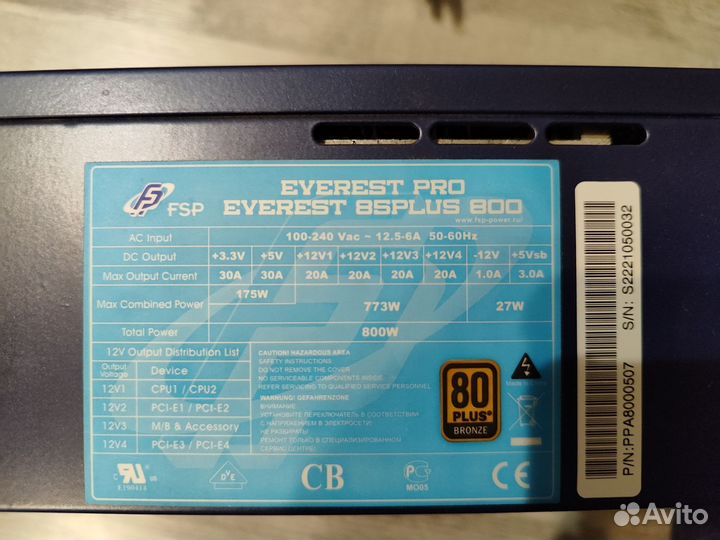 FSP
EVEREST PRO
EVEREST 85PLUS 800
www.fsp-power.ru/
AC Input 100-240 Vac ~ 12.5-6A 50-60Hz
DC Output +3.3V +5V +12V1 +12V2 +12V3 +12V4 -12V +5Vsb
Max Output Current 30A 30A 20A 20A 20A 20A 1.0A 3.0A
Max Combined Power 175W 773W 27W
Total Power 800W
12V Output Distribution List
Output Voltage Device
12V1 CPU1 / CPU2
12V2 PCI-E1 / PCI-E2
12V3 M/B & Accessory
12V4 PCI-E3 / PCI-E4
CAUTION! HAZARDOUS AREA
SAFETY INSTRUCTIONS
DO NOT REMOVE THE COVER
NO SERVICEABLE COMPONENTS INSIDE
REFER SERVICING TO QUALIFIED SERVICE PERSONNEL
WARNUNG! GEFAHRENZONE
ВНИМАНИЕ
УСТАНОВИТЕ ПЕРЕКЛЮЧАТЕЛЬ В СООТВЕТСТВИИ
С НАПРЯЖЕНИЕМ В ЭЛЕКТРОСЕТИ
НЕ РАЗБИРАТЬ!
РЕМОНТ ТОЛЬКО В СПЕЦИАЛИЗИРОВАННОМ
СЕРВИС ЦЕНТРЕ!
80
PLUS®
BRONZE
c US
E190414
DVE
CB
РС
МО05
CE
P/N:PPA8000507 S/N: S2221050032
Avito